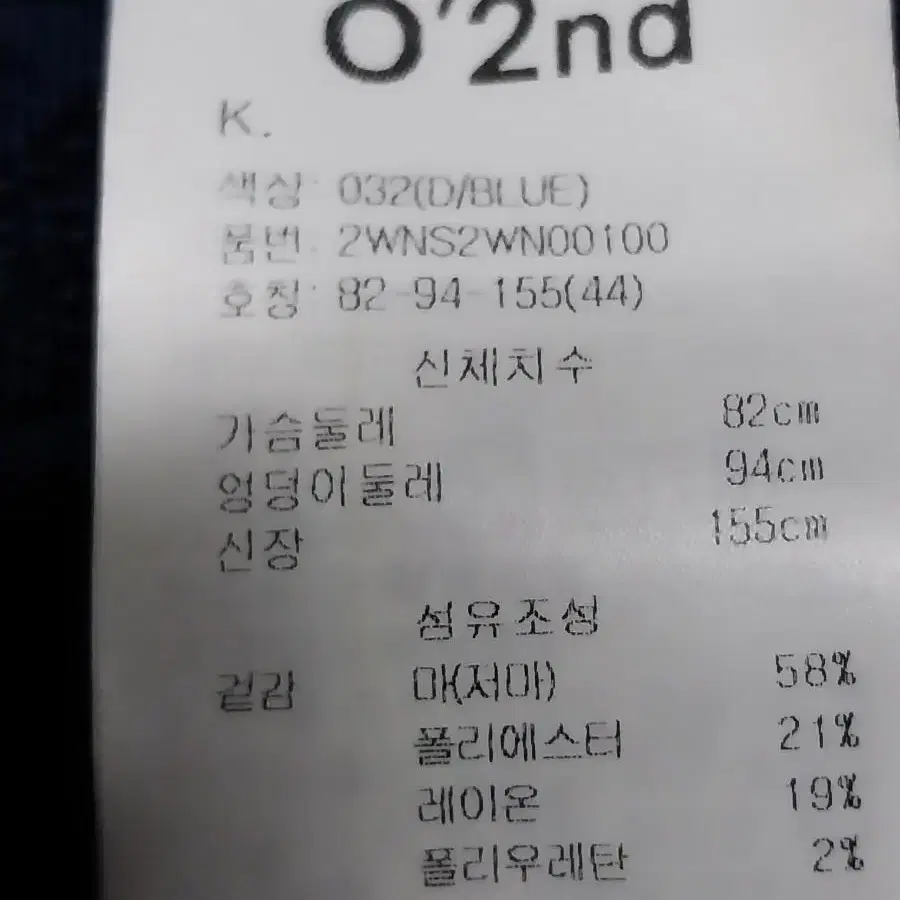 O'2nd
K.
색상: 032(D/BLUE)
품번: 2WNS2WN00100
호칭: 82-94-155(44)
신체치수
가슴둘레 82cm
엉덩이둘레 94cm
신장 155cm
섬유조성
겉감 마(저마) 58%
폴리에스터 21%
레이온 19%
폴리우레탄 2%